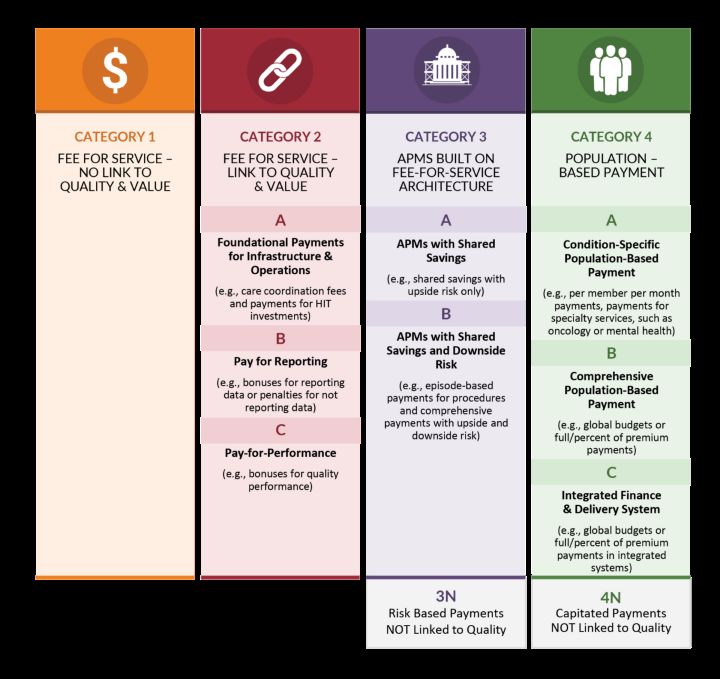 $
CATEGORY 1
FEE FOR SERVICE –
NO LINK TO
QUALITY & VALUE
CATEGORY 2
FEE FOR SERVICE –
LINK TO QUALITY
& VALUE
A
Foundational Payments
for Infrastructure &
Operations
(e.g., care coordination fees
and payments for HIT
investments)
B
Pay for Reporting
(e.g., bonuses for reporting
data or penalties for not
reporting data)
C
Pay-for-Performance
(e.g., bonuses for quality
performance)
CATEGORY 3
APMS BUILT ON
FEE-FOR-SERVICE
ARCHITECTURE
A
APMs with Shared
Savings
(e.g., shared savings with
upside risk only)
B
APMs with Shared
Savings and Downside
Risk
(e.g., episode-based
payments for procedures
and comprehensive
payments with upside and
downside risk)
3N
Risk Based Payments
NOT Linked to Quality
CATEGORY 4
POPULATION –
BASED PAYMENT
A
Condition-Specific
Population-Based
Payment
(e.g., per member per month
payments, payments for
specialty services, such as
oncology or mental health)
B
Comprehensive
Population-Based
Payment
(e.g., global budgets or
full/percent of premium
payments)
C
Integrated Finance
& Delivery System
(e.g., global budgets or
full/percent of premium
payments in integrated
systems)
4N
Capitated Payments
NOT Linked to Quality